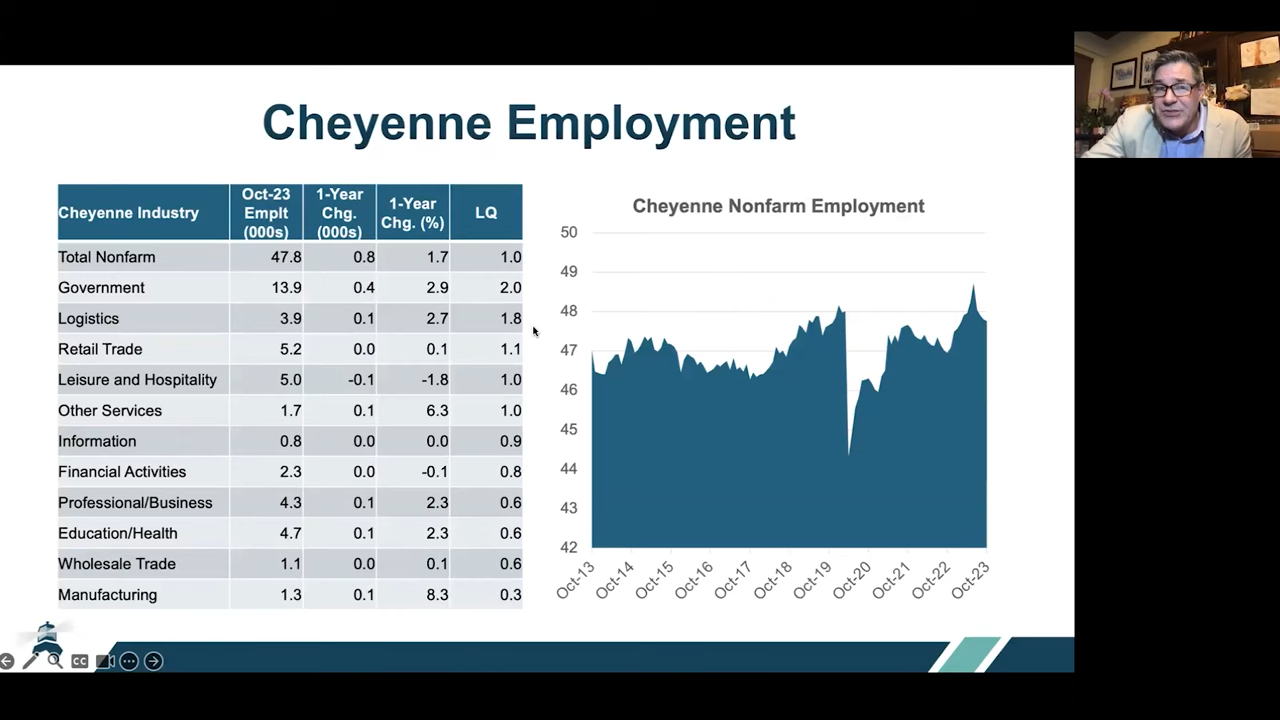 Cheyenne Employment
Cheyenne Industry
Oct-23
Emplt
(000s)
1-Year
Chg.
(000s)
1-Year
Chg. (%)
LQ
Total Nonfarm 47.8 0.8 1.7 1.0
Government 13.9 0.4 2.9 2.0
Logistics 3.9 0.1 2.7 1.8
Retail Trade 5.2 0.0 0.1 1.1
Leisure and Hospitality 5.0 -0.1 -1.8 1.0
Other Services 1.7 0.1 6.3 1.0
Information 0.8 0.0 0.0 0.9
Financial Activities 2.3 0.0 -0.1 0.8
Professional/Business 4.3 0.1 2.3 0.6
Education/Health 4.7 0.1 2.3 0.6
Wholesale Trade 1.1 0.0 0.1 0.6
Manufacturing 1.3 0.1 8.3 0.3
Cheyenne Nonfarm Employment
50
49
48
47
46
45
44
43
42
Oct-13
Oct-14
Oct-15
Oct-16
Oct-17
Oct-18
Oct-19
Oct-20
Oct-21
Oct-22
Oct-23
CC